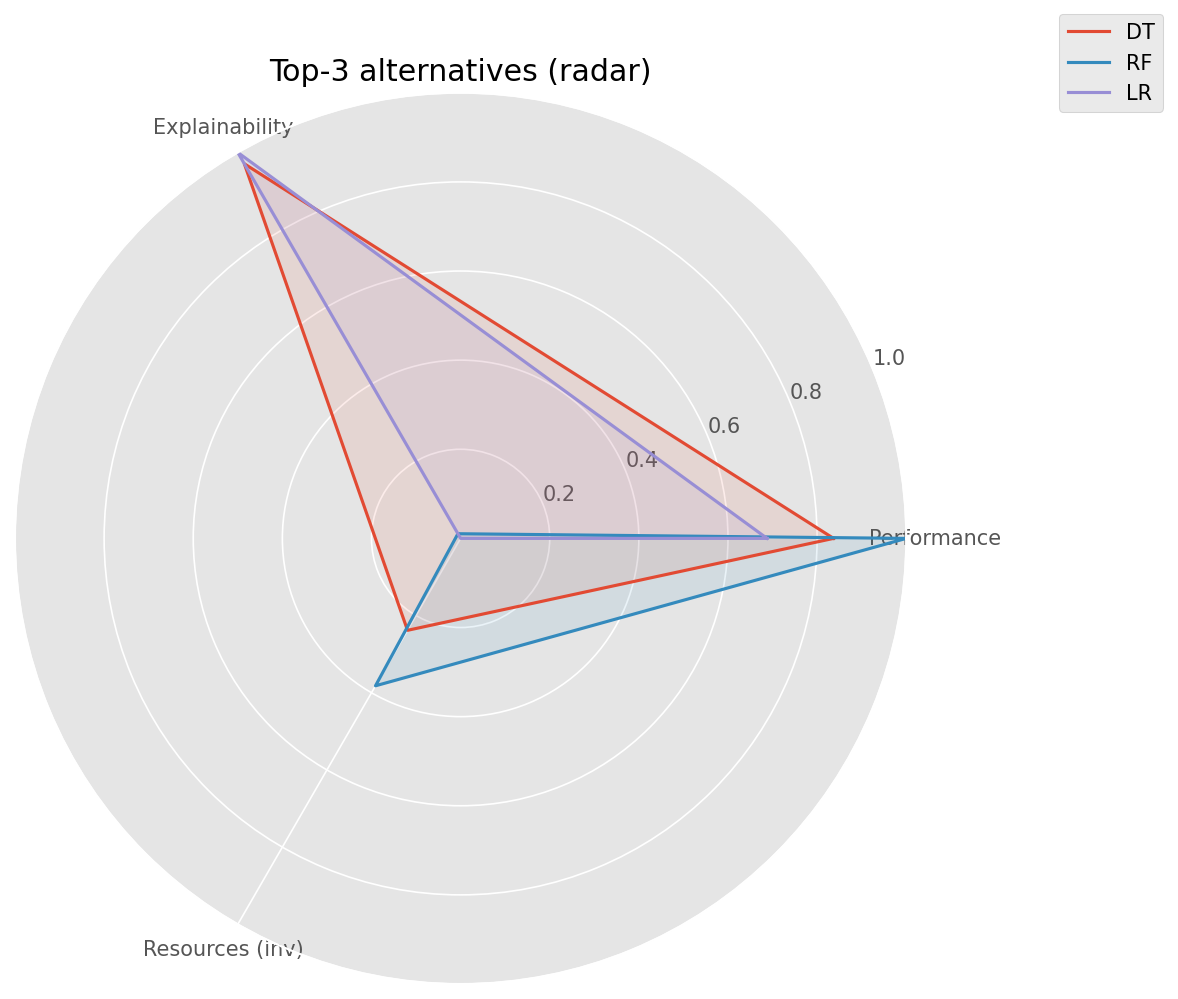 DT
RF
LR
Top-3 alternatives (radar)
Explainability
1.0
0.8
0.6
0.4
0.2
Performance
Resources (inv)